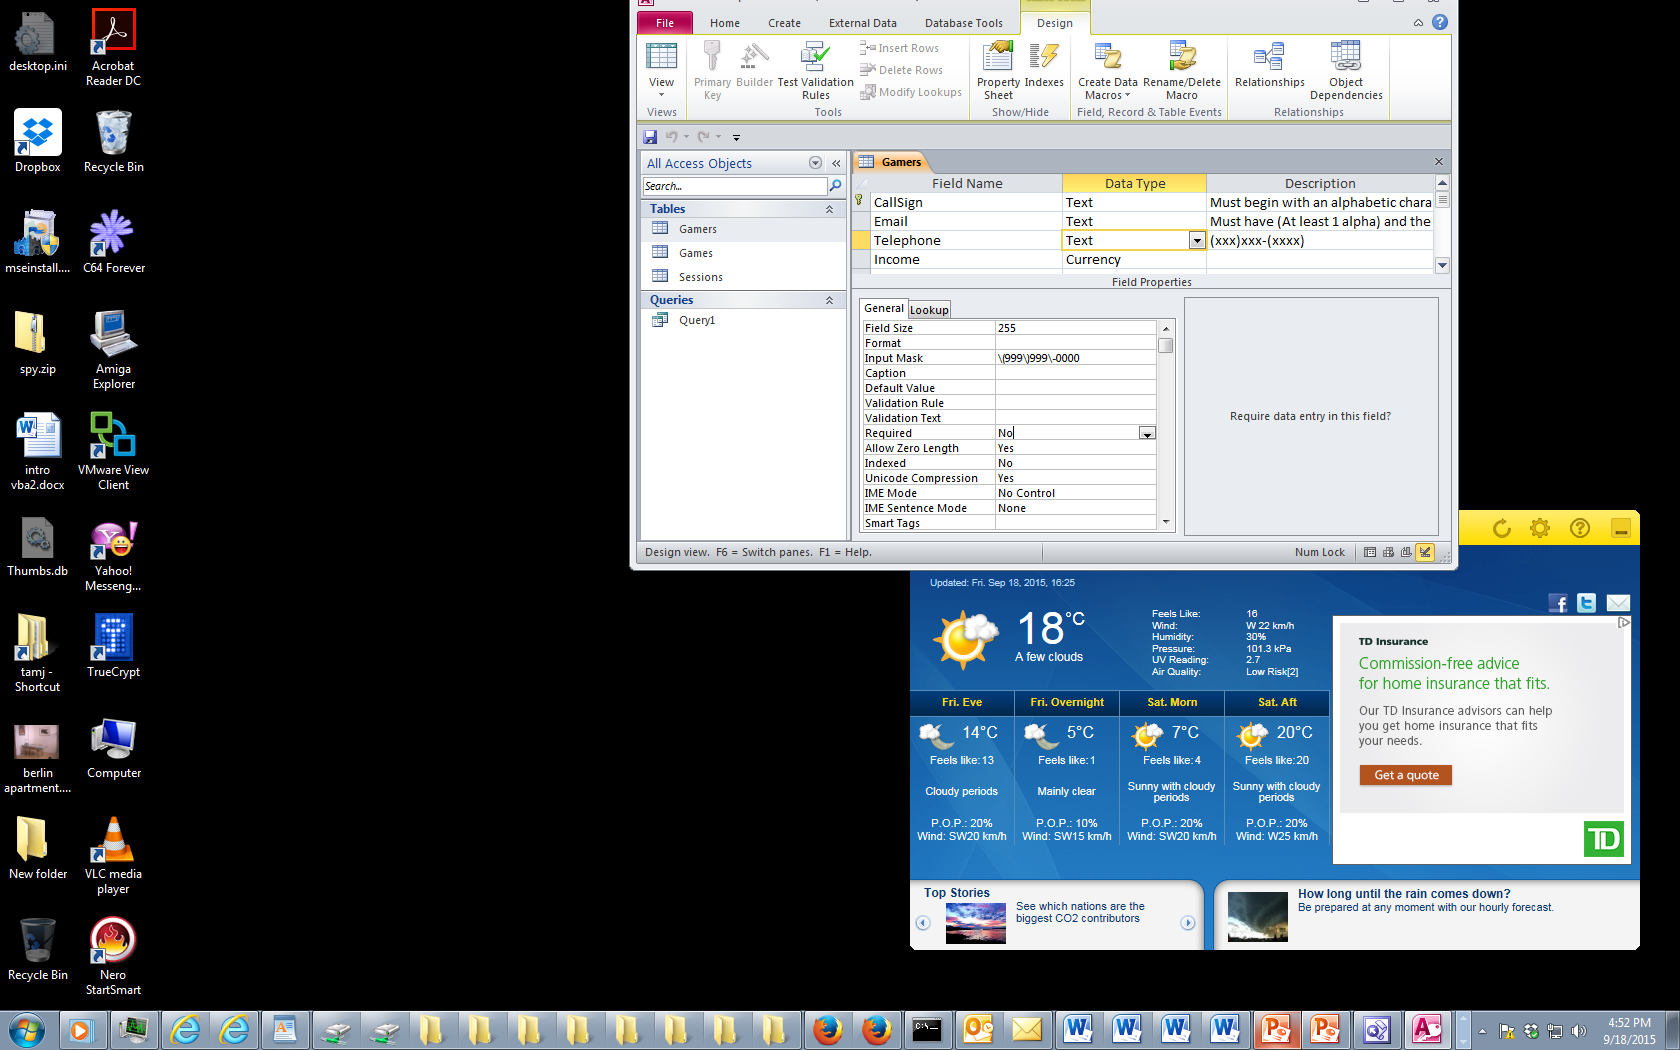 desktop.ini
Acrobat
Reader DC
Dropbox
Recycle Bin
mseinstall....
C64 Forever
spy.zip
Amiga
Explorer
intro
vba2.docx
VMware View
Client
Thumbs.db
Yahoo!
Messeng...
tamj -
Shortcut
TrueCrypt
berlin
apartment....
Computer
New folder
VLC media
player
Recycle Bin
Nero
StartSmart
File
Home
Create
External Data
Database Tools
Design
View
Primary
Key
Builder
Test Validation
Rules
Insert Rows
Delete Rows
Modify Lookups
Property
Sheet
Indexes
Create Data
Macros
Rename/Delete
Macro
Relationships
Object
Dependencies
Views
Tools
Show/Hide
Field, Record & Table Events
Relationships
All Access Objects
Search...
Tables
Gamers
Games
Sessions
Queries
Query1
Gamers
Field Name Data Type Description
CallSign Text Must begin with an alphabetic chara
Email Text Must have (At least 1 alpha) and the
Telephone Text (xxx)xxx-(xxxx)
Income Currency
Field Properties
General Lookup
Field Size 255
Format
Input Mask \(999\)999\-0000
Caption
Default Value
Validation Rule
Validation Text
Required No
Allow Zero Length Yes
Indexed No
Unicode Compression Yes
IME Mode No Control
IME Sentence Mode None
Smart Tags
Require data entry in this field?
Design view. F6 = Switch panes. F1 = Help.
Num Lock
Updated: Fri. Sep 18, 2015, 16:25
18°C
A few clouds
Feels Like: 16
Wind: W 22 km/h
Humidity: 30%
Pressure: 101.3 kPa
UV Reading: 2.7
Air Quality: Low Risk[2]
Fri. Eve Fri. Overnight Sat. Morn Sat. Aft
14°C 5°C 7°C 20°C
Feels like:13 Feels like:1 Feels like:4 Feels like:20
Cloudy periods
Mainly clear
Sunny with cloudy
periods
Sunny with cloudy
periods
P.O.P.: 20% P.O.P.: 10% P.O.P.: 20% P.O.P.: 20%
Wind: SW20 km/h Wind: SW15 km/h Wind: SW20 km/h Wind: W25 km/h
TD Insurance
Commission-free advice
for home insurance that fits.
Our TD Insurance advisors can help
you get home insurance that fits
your needs.
Get a quote
TD
Top Stories
See which nations are the
biggest CO2 contributors
How long until the rain comes down?
Be prepared at any moment with our hourly forecast.
4:52 PM
9/18/2015